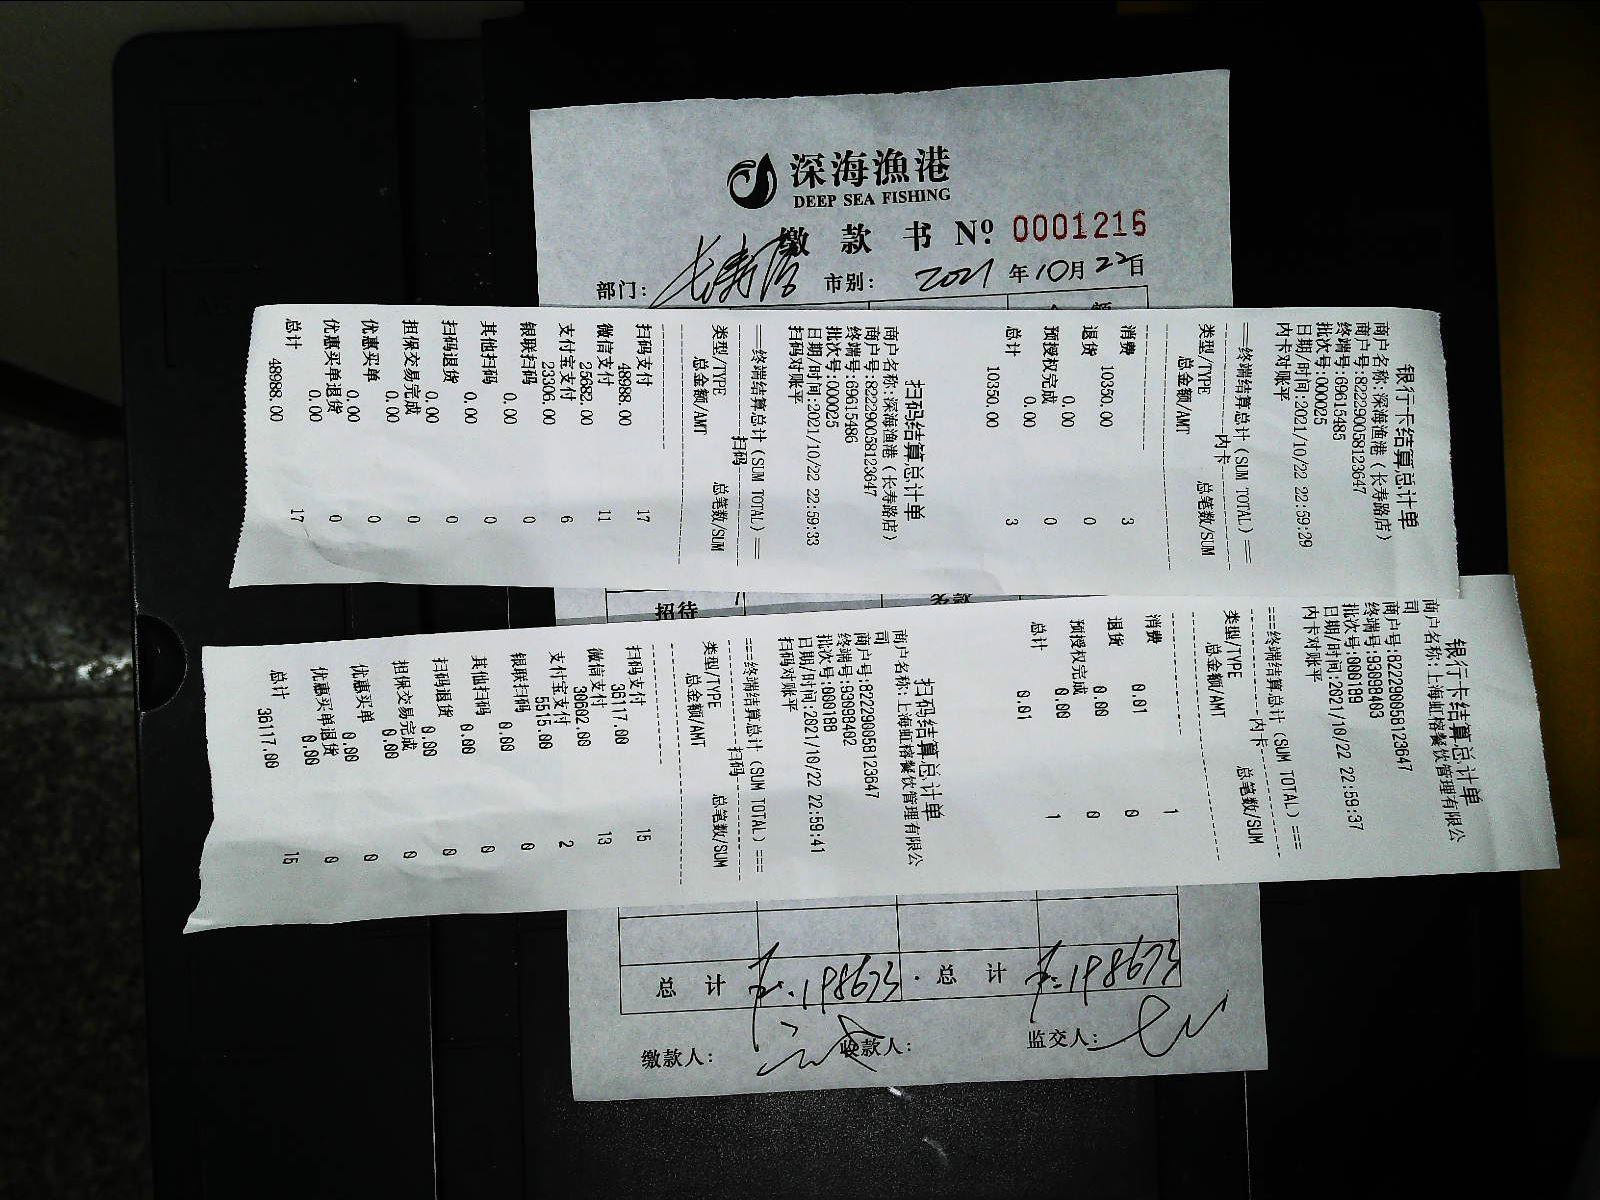 深海漁港
DEEP SEA FISHING
缴款书 Nº 0001216
部门: 长寿店 市别: 2021年10月22日
银行卡结算总计单
商户名称:深海渔港(长寿路店)
商户号:822290058123647
终端号:69615485
批次号:000025
日期/时间:2021/10/22 22:59:29
内卡对账平
==终端结算总计(SUM TOTAL)==
内卡
类型/TYPE 总笔数/SUM
总金额/AMT
消费 3
10350.00
退货 0
0.00
预授权完成 0
0.00
总计 3
10350.00
扫码结算总计单
商户名称:深海渔港(长寿路店)
商户号:822290058123647
终端号:69615486
批次号:000025
日期/时间:2021/10/22 22:59:33
扫码对账平
==终端结算总计(SUM TOTAL)==
扫码
类型/TYPE 总笔数/SUM
总金额/AMT
扫码支付 17
48988.00
微信支付 11
25682.00
支付宝支付 6
23306.00
银联扫码 0
0.00
其他扫码 0
0.00
扫码退货 0
0.00
担保交易完成 0
0.00
优惠买单 0
0.00
优惠买单退货 0
0.00
总计 17
48988.00
招待
银行卡结算总计单
商户名称:上海虹榕餐饮管理有限公
司
商户号:822290058123647
终端号:93098403
批次号:000189
日期/时间:2021/10/22 22:59:37
内卡对账平
===终端结算总计(SUM TOTAL)===
内卡
类型/TYPE 总笔数/SUM
总金额/AMT
消费 1
0.01
退货 0
0.00
预授权完成 0
0.00
总计 1
0.01
扫码结算总计单
商户名称:上海虹榕餐饮管理有限公
司
商户号:822290058123647
终端号:93098402
批次号:000188
日期/时间:2021/10/22 22:59:41
扫码对账平
===终端结算总计(SUM TOTAL)===
扫码
类型/TYPE 总笔数/SUM
总金额/AMT
扫码支付 15
36117.00
微信支付 13
30602.00
支付宝支付 2
5515.00
银联扫码 0
0.00
其他扫码 0
0.00
扫码退货 0
0.00
担保交易完成 0
0.00
优惠买单 0
0.00
优惠买单退货 0
0.00
总计 15
36117.00
总计 198673 总计 198673
缴款人: 收款人: 监交人: